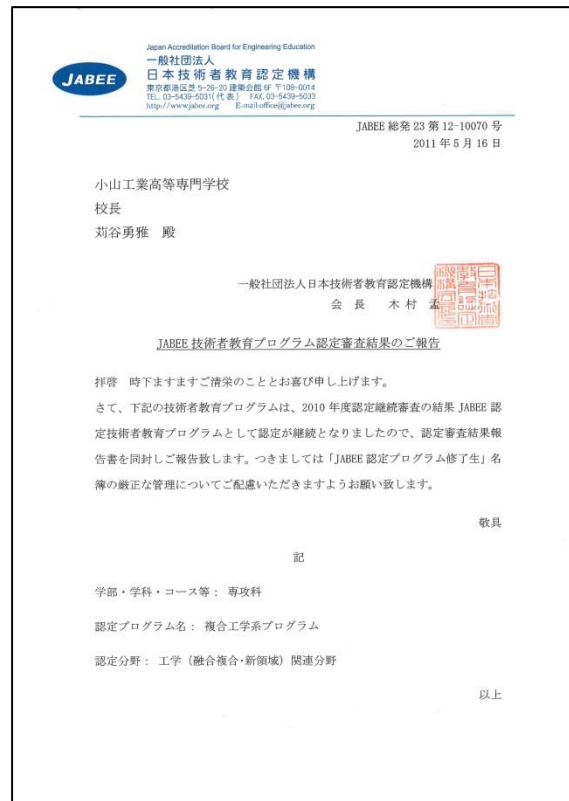 JABEE
Japan Accreditation Board for Engineering Education
一般社団法人
日本技術者教育認定機構
東京都港区芝5-26-20 建築会館6F 〒108-0014
TEL. 03-5439-5031(代表) FAX. 03-5439-5033
http://www.jabee.org E-mail:office@jabee.org
JABEE 総発 23 第 12-10070 号
2011 年 5 月 16 日
小山工業高等専門学校
校長
苅谷勇雅 殿
一般社団法人日本技術者教育認定機構
会 長 木 村 孟
JABEE 技術者教育プログラム認定審査結果のご報告
拝啓 時下ますますご清栄のこととお喜び申し上げます。
さて、下記の技術者教育プログラムは、2010 年度認定継続審査の結果 JABEE 認
定技術者教育プログラムとして認定が継続となりましたので、認定審査結果報
告書を同封しご報告致します。つきましては「JABEE 認定プログラム修了生」名
簿の厳正な管理についてご配慮いただきますようお願い致します。
敬具
記
学部・学科・コース等： 専攻科
認定プログラム名： 複合工学系プログラム
認定分野： 工学（融合複合・新領域）関連分野
以上